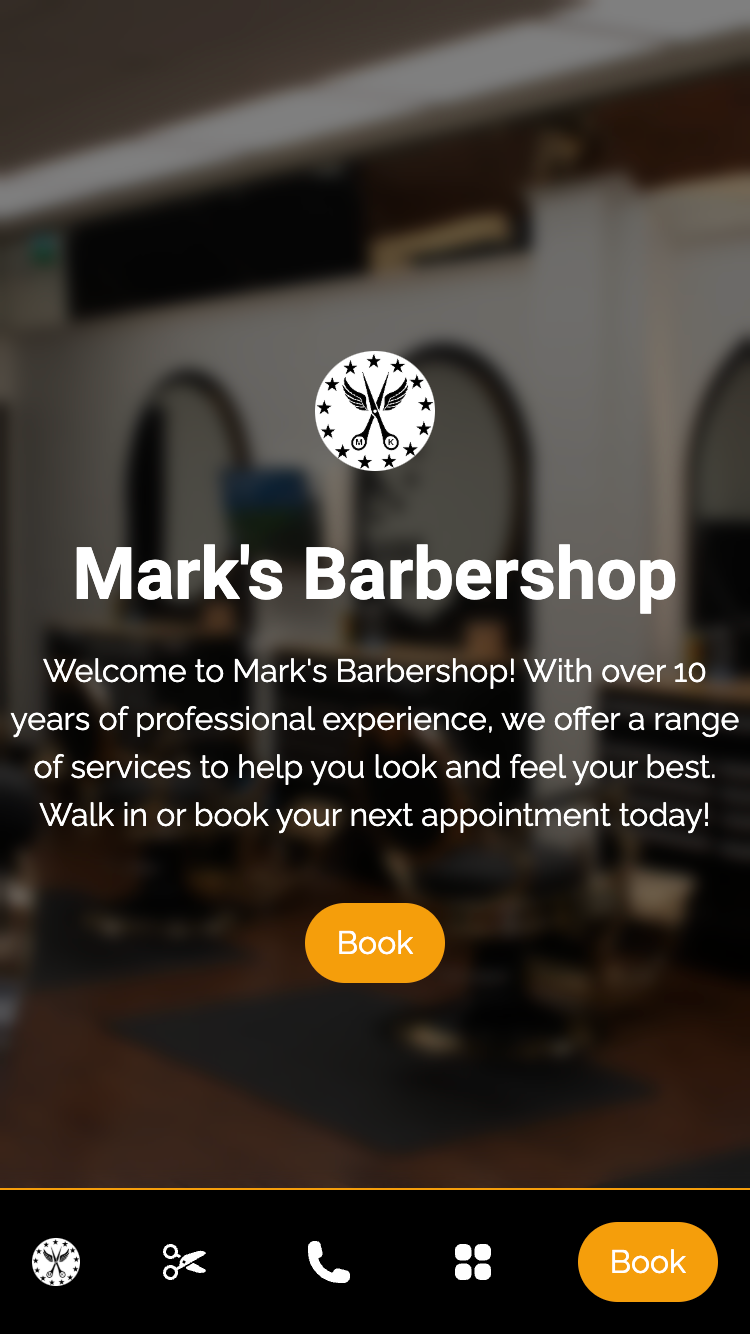 M K
Mark's Barbershop
Welcome to Mark's Barbershop! With over 10
years of professional experience, we offer a range
of services to help you look and feel your best.
Walk in or book your next appointment today!
Book
Book